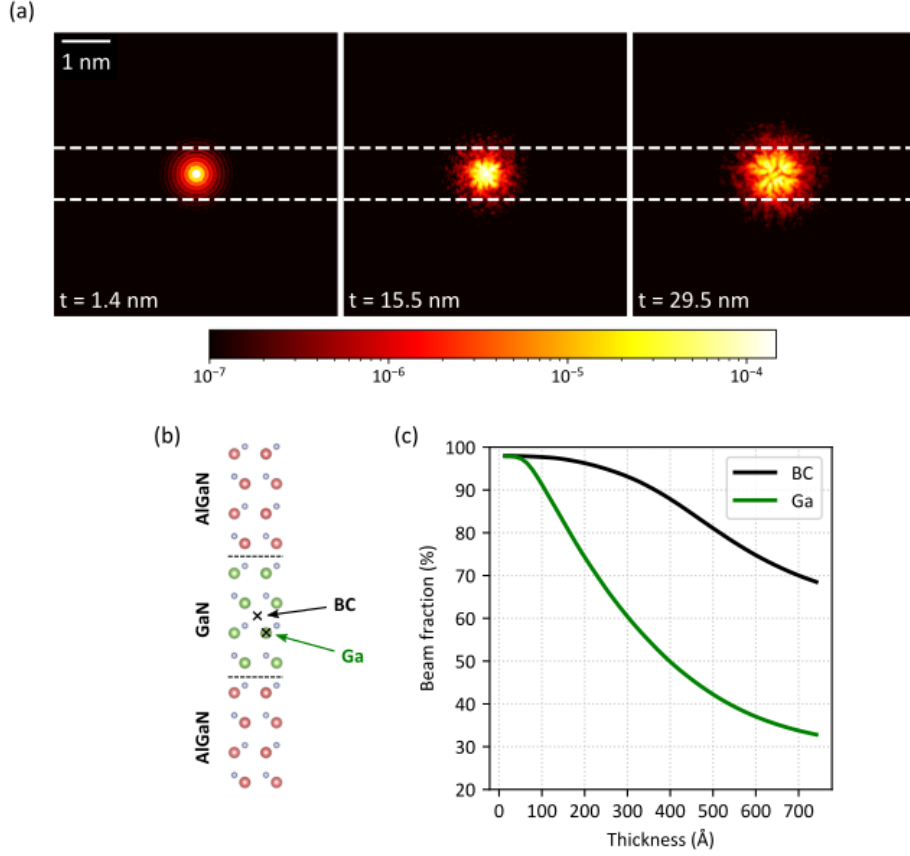 (a)
1 nm
t = 1.4 nm
t = 15.5 nm
t = 29.5 nm
10⁻⁷
10⁻⁶
10⁻⁵
10⁻⁴
(b)
AlGaN
GaN
AlGaN
BC
Ga
(c)
100
90
80
70
60
50
40
30
20
Beam fraction (%)
BC
Ga
0 100 200 300 400 500 600 700
Thickness (Å)